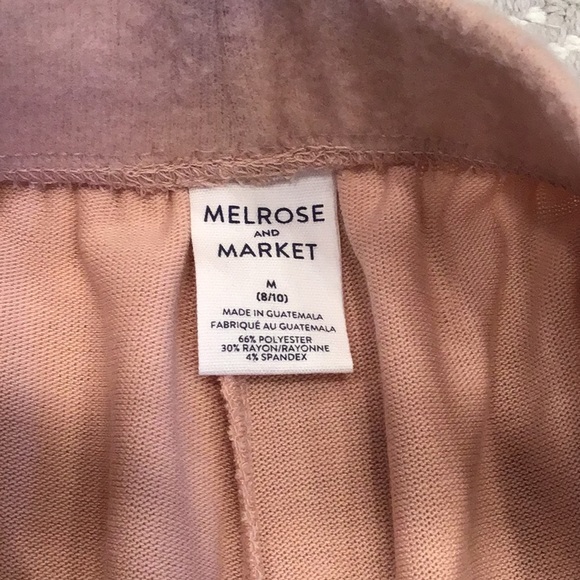 MELROSE
AND
MARKET
M
(8/10)
MADE IN GUATEMALA
FABRIQUÉ AU GUATEMALA
66% POLYESTER
30% RAYON/RAYONNE
4% SPANDEX